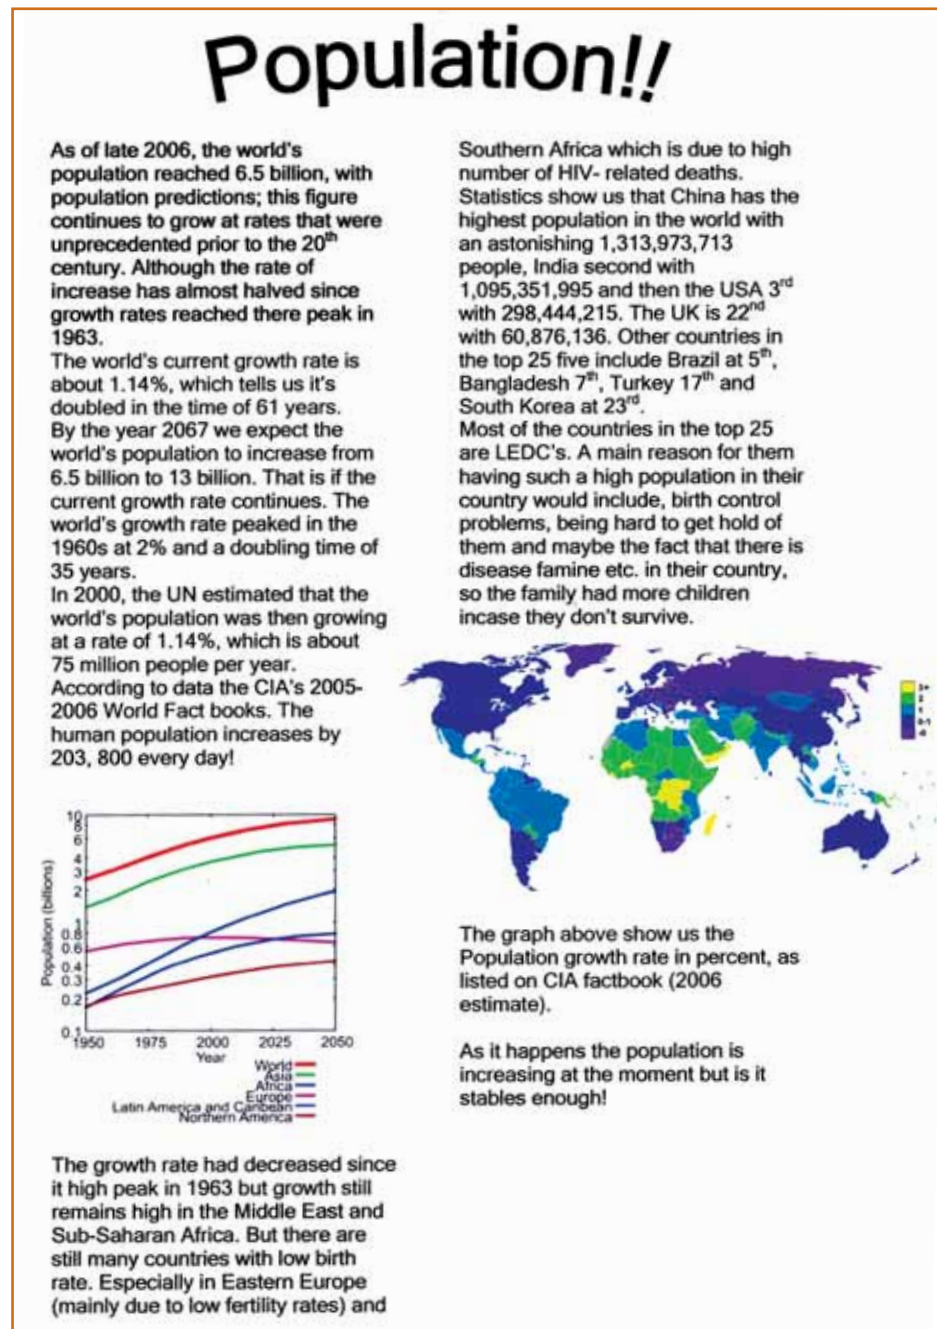 Population!!
As of late 2006, the world's
population reached 6.5 billion, with
population predictions; this figure
continues to grow at rates that were
unprecedented prior to the 20th
century. Although the rate of
increase has almost halved since
growth rates reached there peak in
1963.
The world's current growth rate is
about 1.14%, which tells us it's
doubled in the time of 61 years.
By the year 2067 we expect the
world's population to increase from
6.5 billion to 13 billion. That is if the
current growth rate continues. The
world's growth rate peaked in the
1960s at 2% and a doubling time of
35 years.
In 2000, the UN estimated that the
world's population was then growing
at a rate of 1.14%, which is about
75 million people per year.
According to data the CIA's 2005-
2006 World Fact books. The
human population increases by
203, 800 every day!
10
8
6
4
3
2
1
0.8
0.6
0.4
0.3
0.2
0.1
Population (billions)
1950 1975 2000 2025 2050
Year
World
Asia
Africa
Europe
Latin America and Caribean
Northern America
The growth rate had decreased since
it high peak in 1963 but growth still
remains high in the Middle East and
Sub-Saharan Africa. But there are
still many countries with low birth
rate. Especially in Eastern Europe
(mainly due to low fertility rates) and
Southern Africa which is due to high
number of HIV- related deaths.
Statistics show us that China has the
highest population in the world with
an astonishing 1,313,973,713
people, India second with
1,095,351,995 and then the USA 3rd
with 298,444,215. The UK is 22nd
with 60,876,136. Other countries in
the top 25 five include Brazil at 5th,
Bangladesh 7th, Turkey 17th and
South Korea at 23rd.
Most of the countries in the top 25
are LEDC's. A main reason for them
having such a high population in their
country would include, birth control
problems, being hard to get hold of
them and maybe the fact that there is
disease famine etc. in their country,
so the family had more children
incase they don't survive.
3+
2
1
0-1
-0
The graph above show us the
Population growth rate in percent, as
listed on CIA factbook (2006
estimate).
As it happens the population is
increasing at the moment but is it
stables enough!